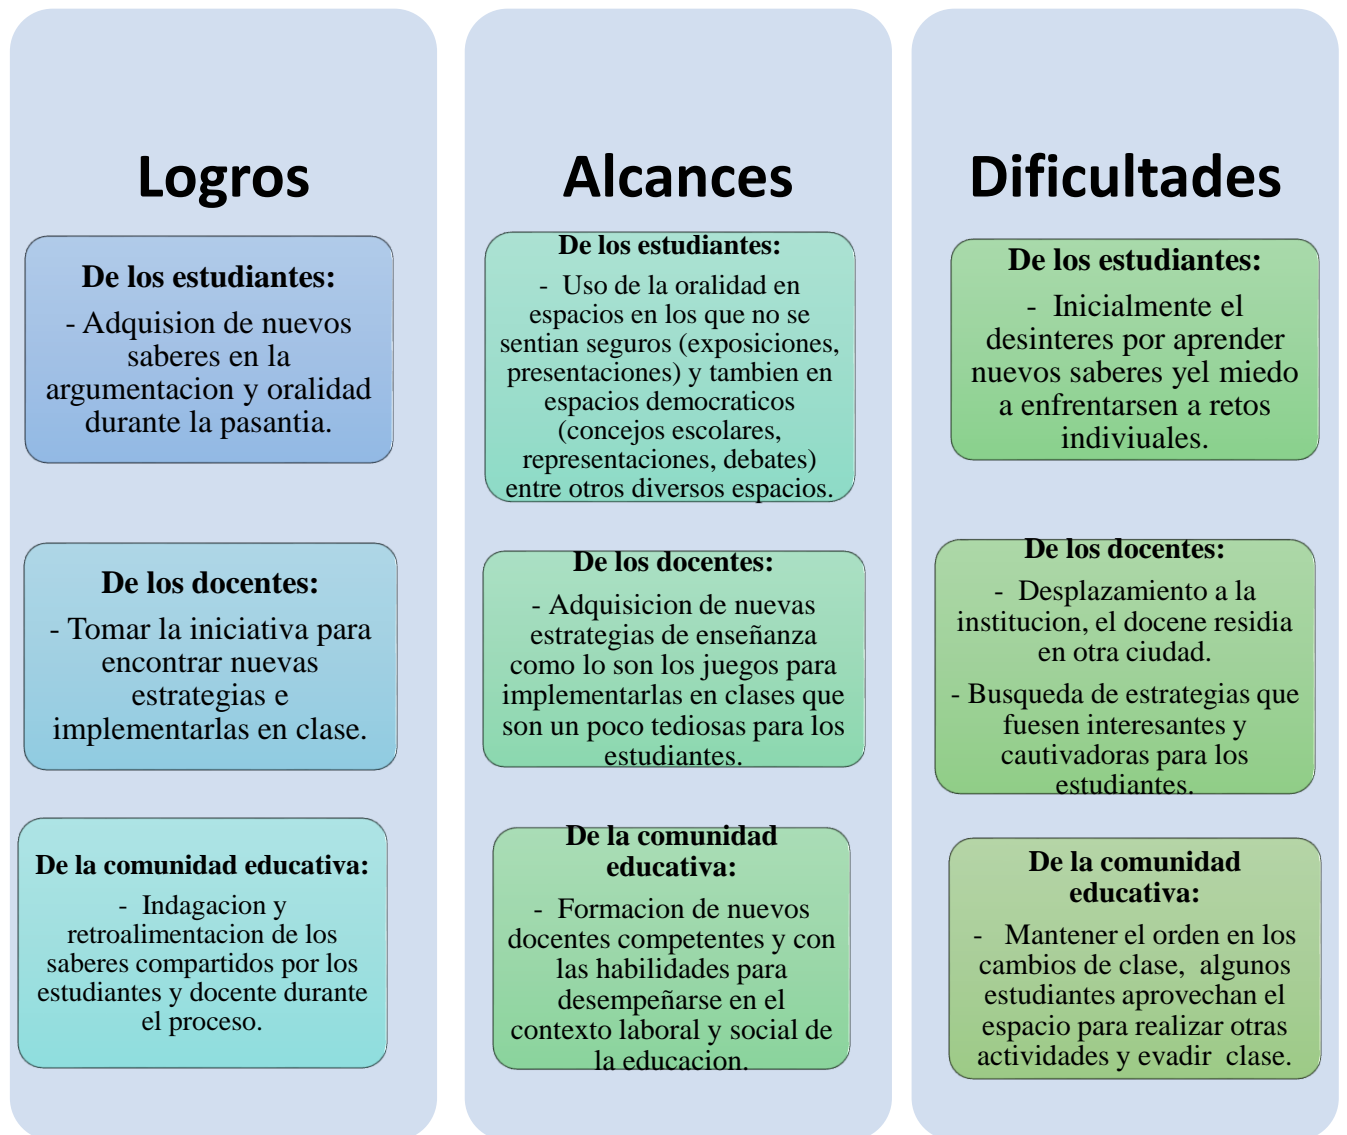 Logros
De los estudiantes:
- Adquision de nuevos
saberes en la
argumentacion y oralidad
durante la pasantia.
De los docentes:
- Tomar la iniciativa para
encontrar nuevas
estrategias e
implementarlas en clase.
De la comunidad educativa:
- Indagacion y
retroalimentacion de los
saberes compartidos por los
estudiantes y docente durante
el proceso.
Alcances
De los estudiantes:
- Uso de la oralidad en
espacios en los que no se
sentian seguros (exposiciones,
presentaciones) y tambien en
espacios democraticos
(concejos escolares,
representaciones, debates)
entre otros diversos espacios.
De los docentes:
- Adquisicion de nuevas
estrategias de enseñanza
como lo son los juegos para
implementarlas en clases que
son un poco tediosas para los
estudiantes.
De la comunidad
educativa:
- Formacion de nuevos
docentes competentes y con
las habilidades para
desempeñarse en el
contexto laboral y social de
la educacion.
Dificultades
De los estudiantes:
- Inicialmente el
desinteres por aprender
nuevos saberes yel miedo
a enfrentarsen a retos
indiviuales.
De los docentes:
- Desplazamiento a la
institucion, el docene residia
en otra ciudad.
- Busqueda de estrategias que
fuesen interesantes y
cautivadoras para los
estudiantes.
De la comunidad
educativa:
- Mantener el orden en los
cambios de clase, algunos
estudiantes aprovechan el
espacio para realizar otras
actividades y evadir clase.